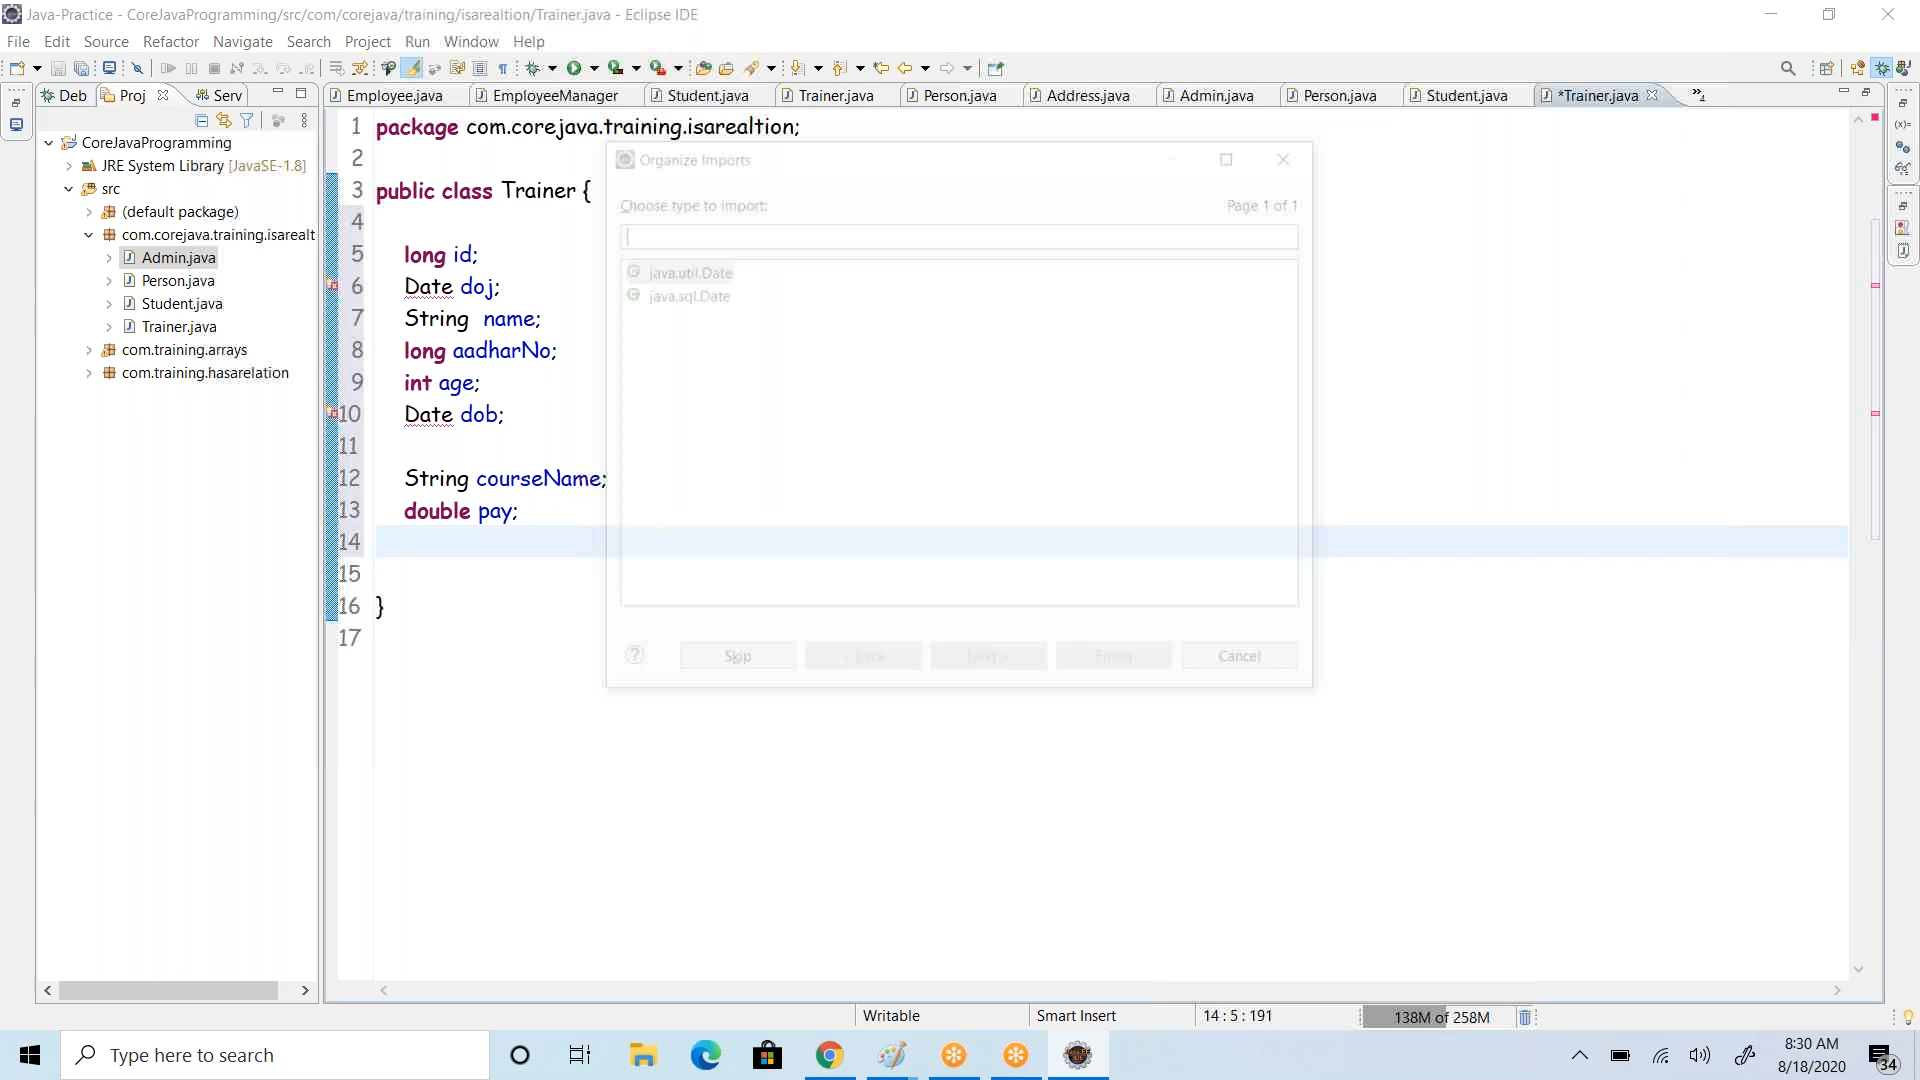 Java-Practice - CoreJavaProgramming/src/com/corejava/training/isarealtion/Trainer.java - Eclipse IDE
File Edit Source Refactor Navigate Search Project Run Window Help
Deb Proj Serv
Employee.java EmployeeManager Student.java Trainer.java Person.java Address.java Admin.java Person.java Student.java *Trainer.java »4
CoreJavaProgramming
JRE System Library [JavaSE-1.8]
src
(default package)
com.corejava.training.isarealt
Admin.java
Person.java
Student.java
Trainer.java
com.training.arrays
com.training.hasarelation
1 package com.corejava.training.isarealtion;
2
3 public class Trainer {
4
5 long id;
6 Date doj;
7 String name;
8 long aadharNo;
9 int age;
10 Date dob;
11
12 String courseName;
13 double pay;
14
15
16 }
17
Organize Imports
Choose type to import: Page 1 of 1
java.util.Date
java.sql.Date
Skip
Cancel
Writable Smart Insert 14 : 5 : 191 138M of 258M
Type here to search
8:30 AM
8/18/2020
34